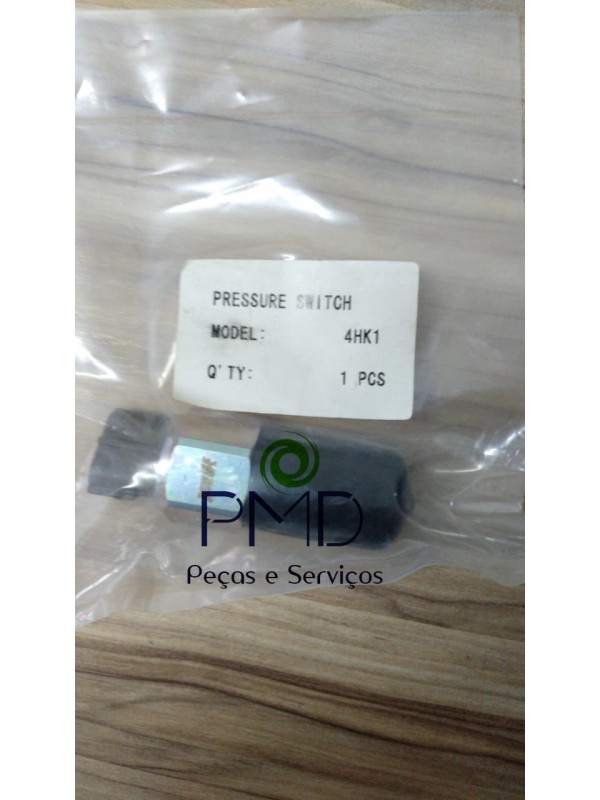 PRESSURE SWITCH
MODEL: 4HK1
Q'TY: 1 PCS
PMD
Peças e Serviços